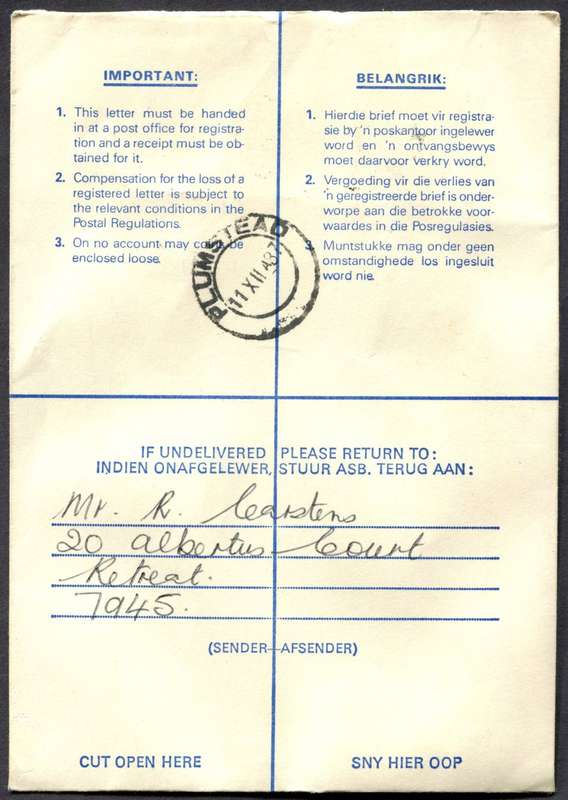 IMPORTANT:
1. This letter must be handed
in at a post office for registra-
tion and a receipt must be ob-
tained for it.
2. Compensation for the loss of a
registered letter is subject to
the relevant conditions in the
Postal Regulations.
3. On no account may be
enclosed loose.
BELANGRIK:
1. Hierdie brief moet vir registra-
sie by 'n poskantoor ingelewer
word en 'n ontvangsbewys
moet daarvoor verkry word.
2. Vergoeding vir die verlies van
'n geregistreerde brief is onder-
worpe aan die betrokke voor-
waardes in die Posregulasies.
3. Muntstukke mag onder geen
omstandighede los ingesluit
word nie.
PLUMSTEAD
11 XII 83
IF UNDELIVERED PLEASE RETURN TO:
INDIEN ONAFGELEWER, STUUR ASB. TERUG AAN:
Mr. R. Carstens
20 Albertus Court
Retreat.
7945.
(SENDER—AFSENDER)
CUT OPEN HERE
SNY HIER OOP